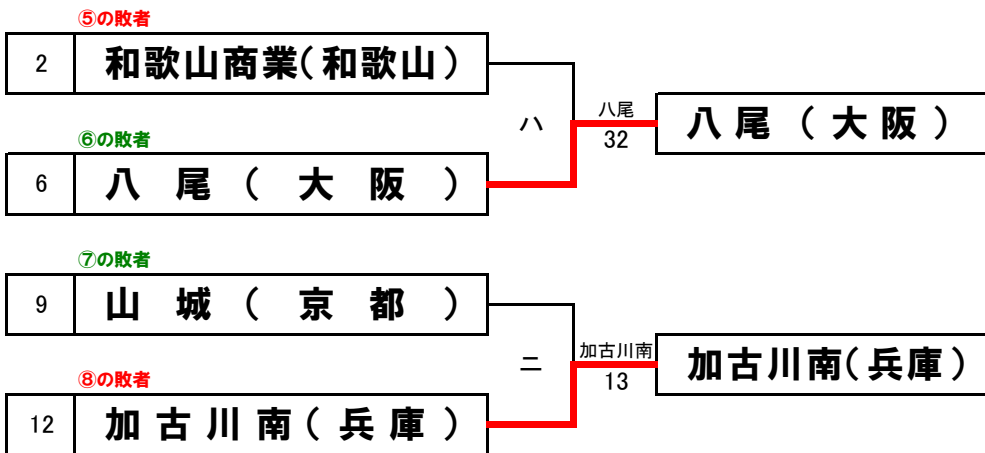 ⑤の敗者
2 和歌山商業(和歌山)
ハ
八尾
32
八尾(大阪)
⑥の敗者
6 八尾(大阪)
⑦の敗者
9 山城(京都)
ニ
加古川南
13
加古川南(兵庫)
⑧の敗者
12 加古川南(兵庫)